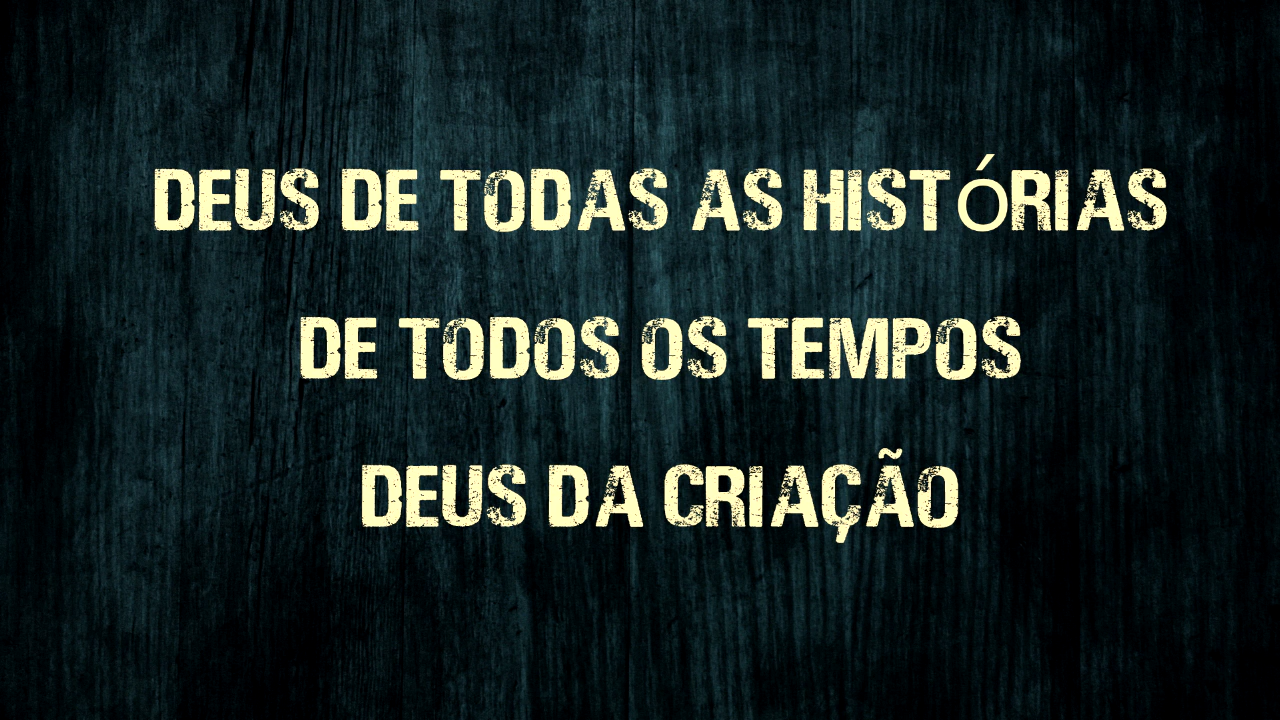 DEUS DE TODAS AS HISTÓRIAS
DE TODOS OS TEMPOS
DEUS DA CRIAÇÃO